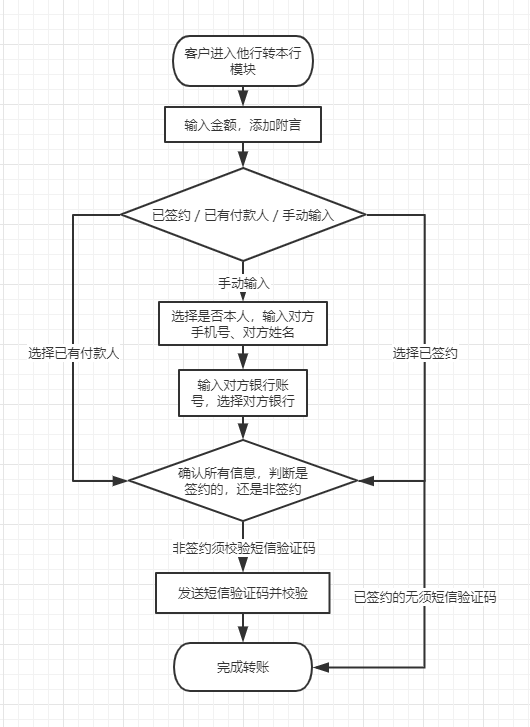 客户进入他行转本行
模块
输入金额，添加附言
已签约 / 已有付款人 / 手动输入
手动输入
选择是否本人，输入对方
手机号、对方姓名
选择已有付款人
选择已签约
输入对方银行账
号，选择对方银行
确认所有信息，判断是
签约的，还是非签约
非签约须校验短信验证码
发送短信验证码并校验
已签约的无须短信验证码
完成转账